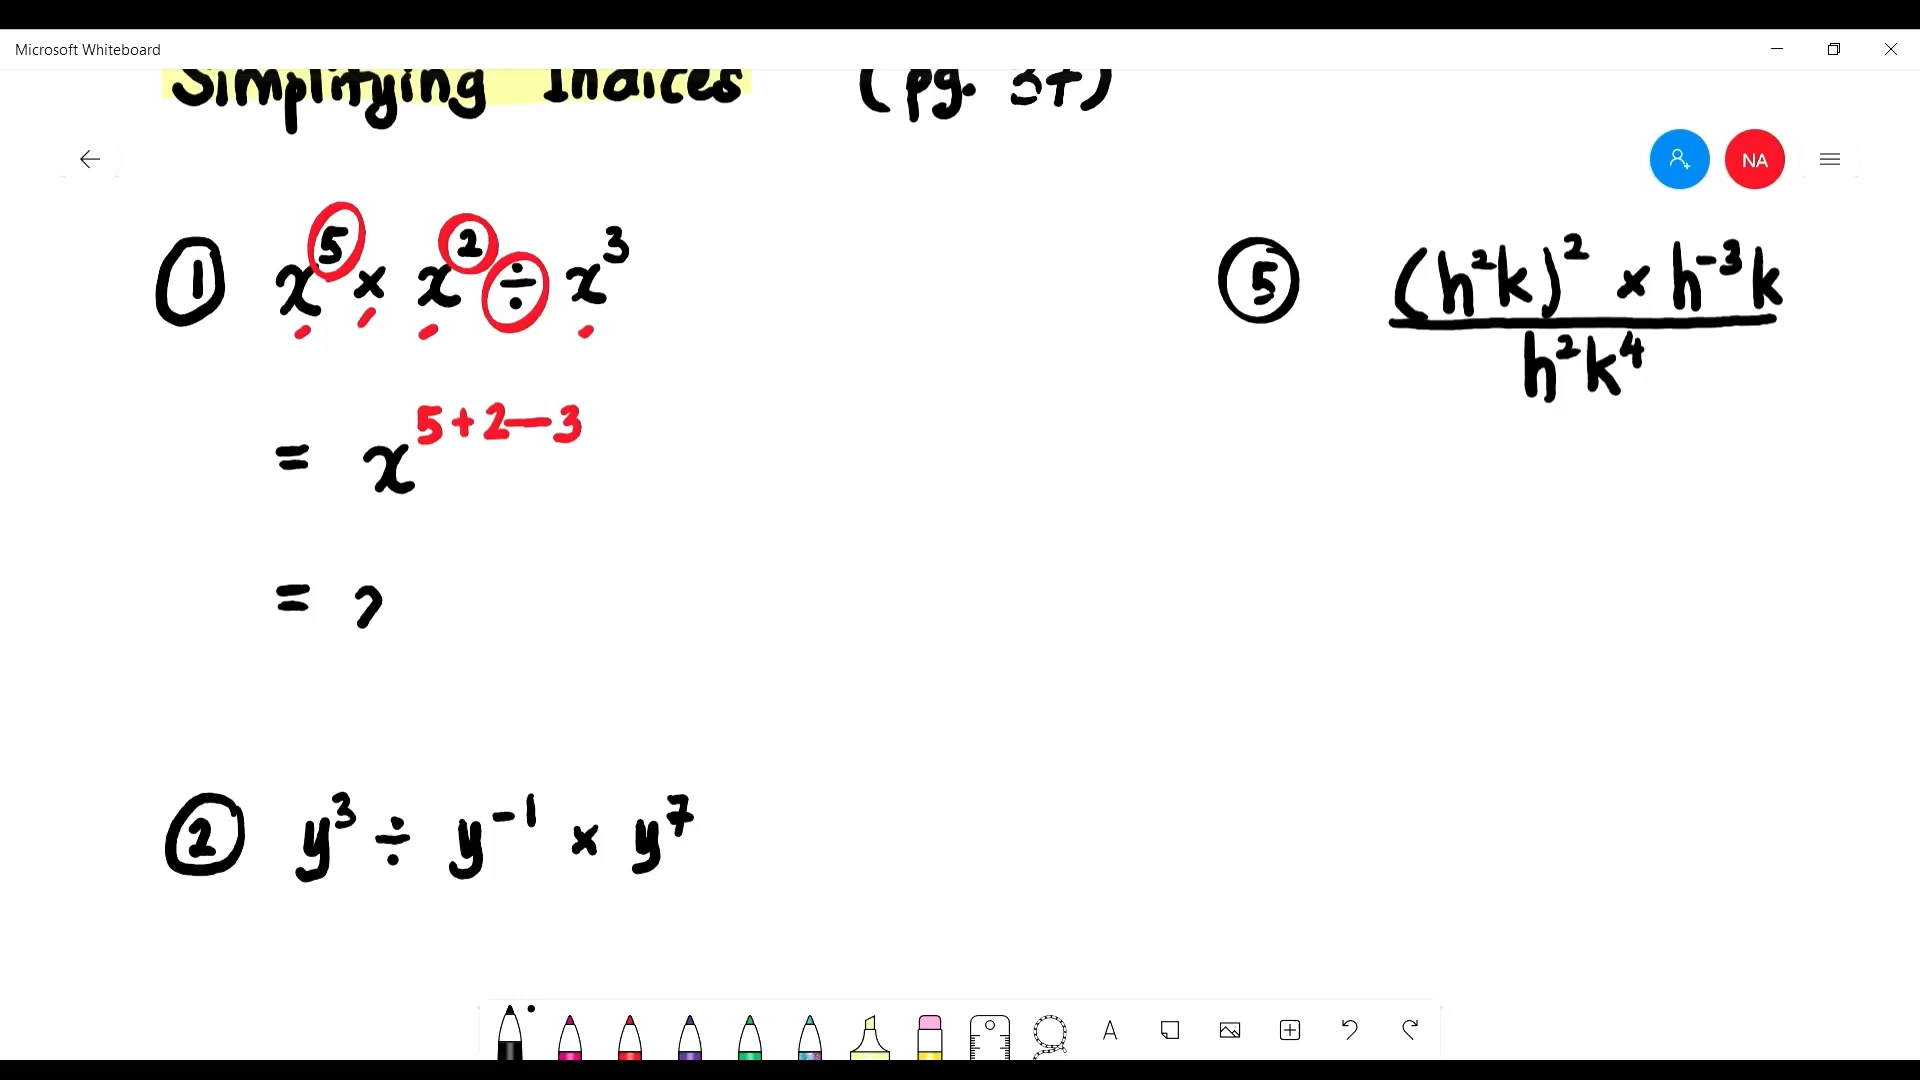 Microsoft Whiteboard
Simplifying Indices (pg. 37)
NA
① x⁵ × x² ÷ x³
= x⁵⁺²⁻³
=
② y³ ÷ y⁻¹ × y⁷
⑤ (h²k)² × h⁻³k
h²k⁴
A